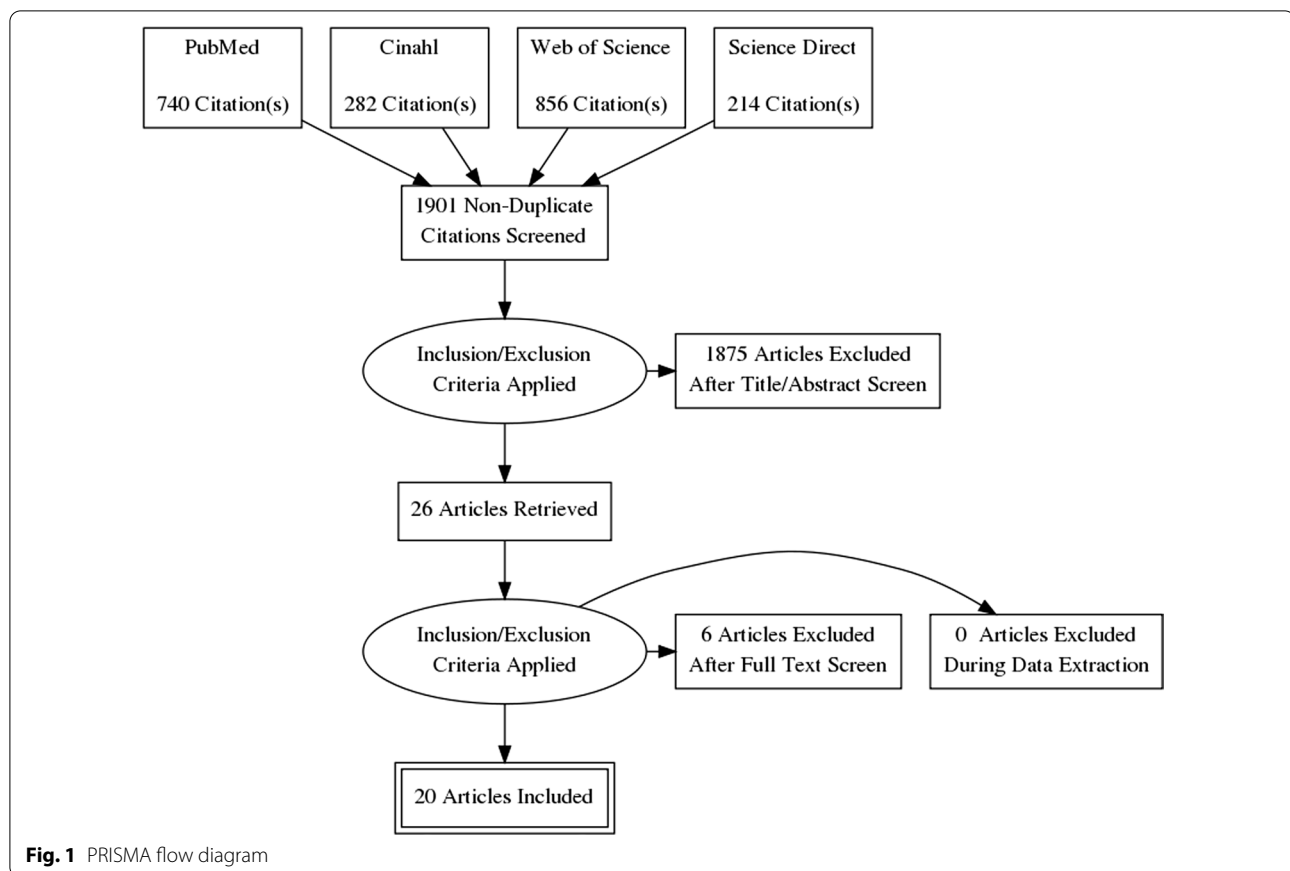 PubMed
740 Citation(s)
Cinahl
282 Citation(s)
Web of Science
856 Citation(s)
Science Direct
214 Citation(s)
1901 Non-Duplicate
Citations Screened
Inclusion/Exclusion
Criteria Applied
1875 Articles Excluded
After Title/Abstract Screen
26 Articles Retrieved
Inclusion/Exclusion
Criteria Applied
6 Articles Excluded
After Full Text Screen
0 Articles Excluded
During Data Extraction
20 Articles Included
Fig. 1 PRISMA flow diagram